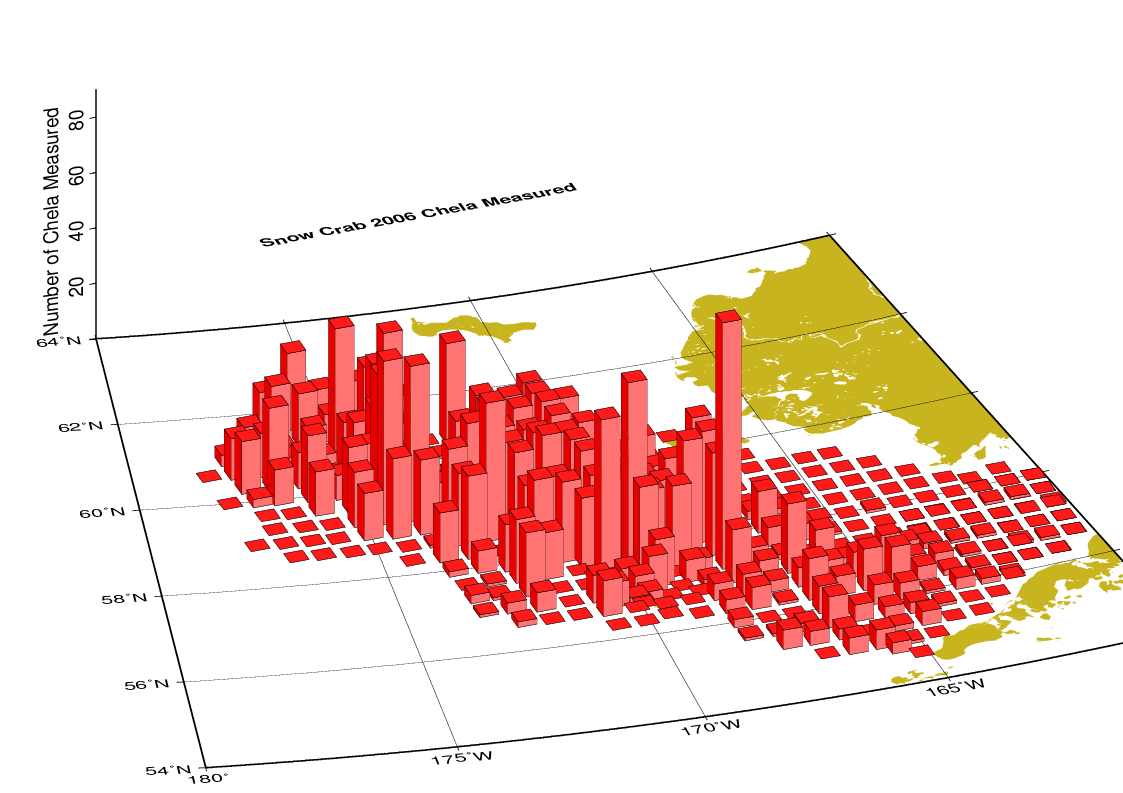 Number of Chela Measured
80
60
40
20
Snow Crab 2006 Chela Measured
64°N
62°N
60°N
58°N
56°N
54°N
180°
175°W
170°W
165°W